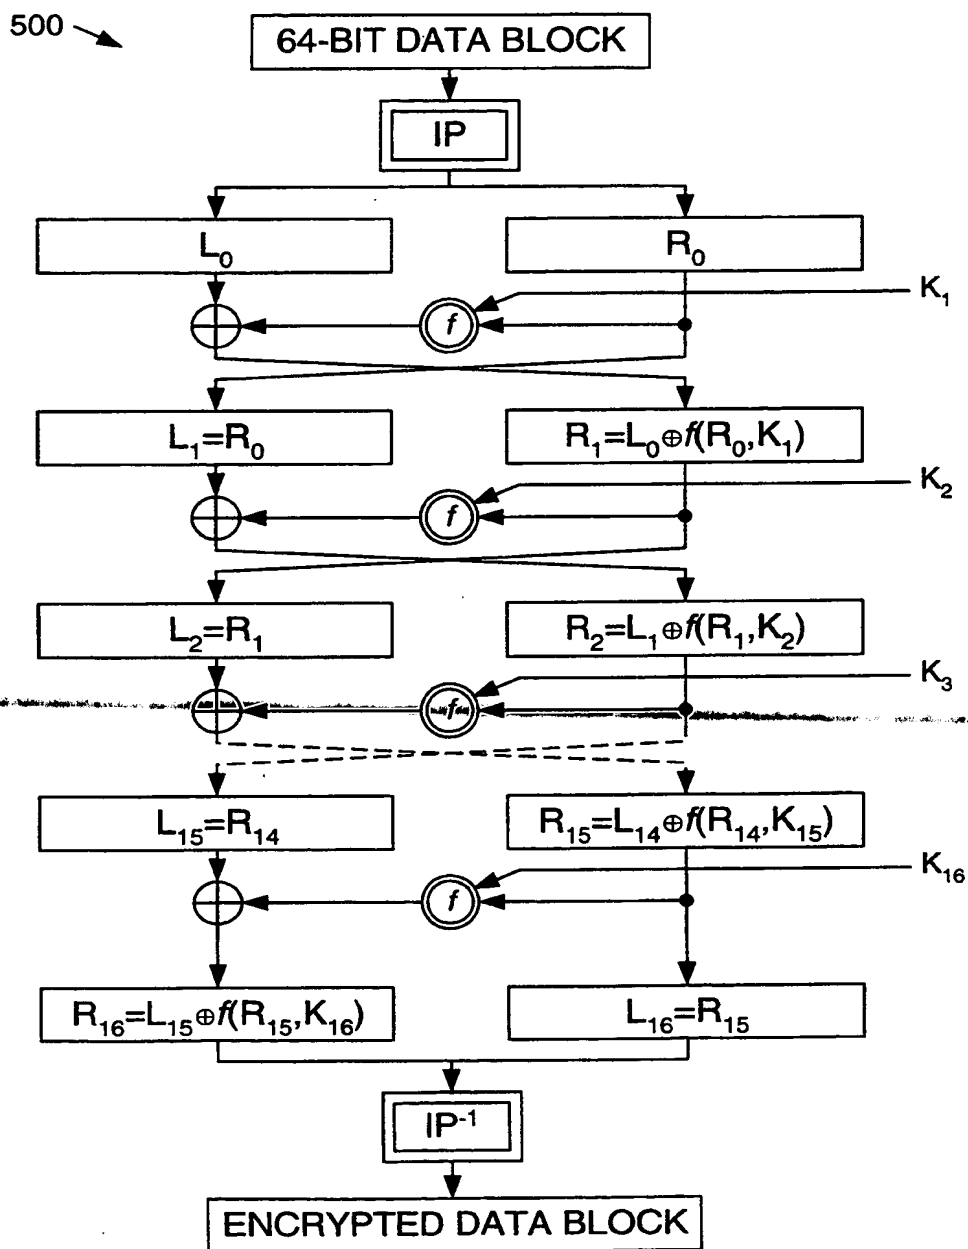 500
64-BIT DATA BLOCK
IP
L₀
R₀
K₁
f
L₁=R₀
R₁=L₀⊕f(R₀,K₁)
K₂
f
L₂=R₁
R₂=L₁⊕f(R₁,K₂)
K₃
f
L₁₅=R₁₄
R₁₅=L₁₄⊕f(R₁₄,K₁₅)
K₁₆
f
R₁₆=L₁₅⊕f(R₁₅,K₁₆)
L₁₆=R₁₅
IP⁻¹
ENCRYPTED DATA BLOCK